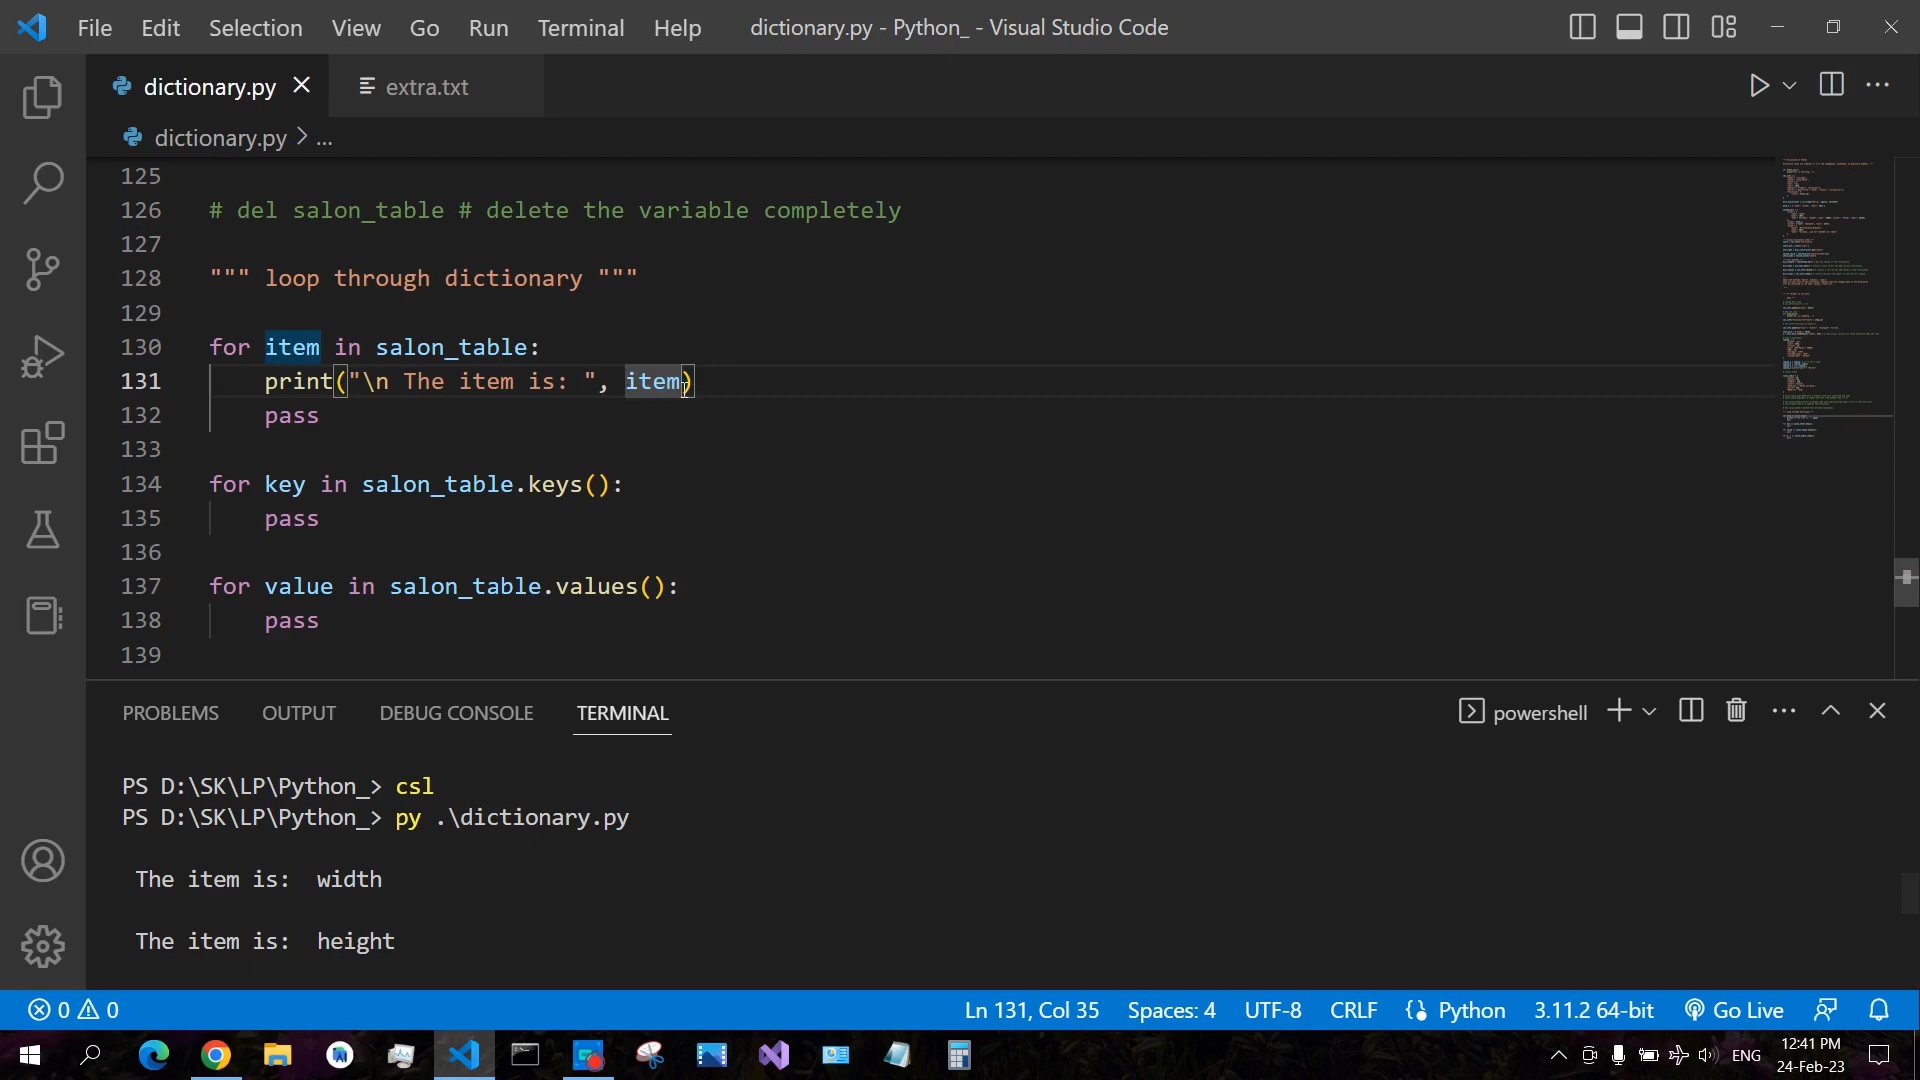 File Edit Selection View Go Run Terminal Help dictionary.py - Python_ - Visual Studio Code
dictionary.py extra.txt
dictionary.py > ...
125
126 # del salon_table # delete the variable completely
127
128 """ loop through dictionary """
129
130 for item in salon_table:
131 print("\n The item is: ", item)
132 pass
133
134 for key in salon_table.keys():
135 pass
136
137 for value in salon_table.values():
138 pass
139
PROBLEMS OUTPUT DEBUG CONSOLE TERMINAL powershell
PS D:\SK\LP\Python_> csl
PS D:\SK\LP\Python_> py .\dictionary.py
The item is:  width
The item is:  height
0 0 Ln 131, Col 35 Spaces: 4 UTF-8 CRLF Python 3.11.2 64-bit Go Live
ENG 12:41 PM
24-Feb-23